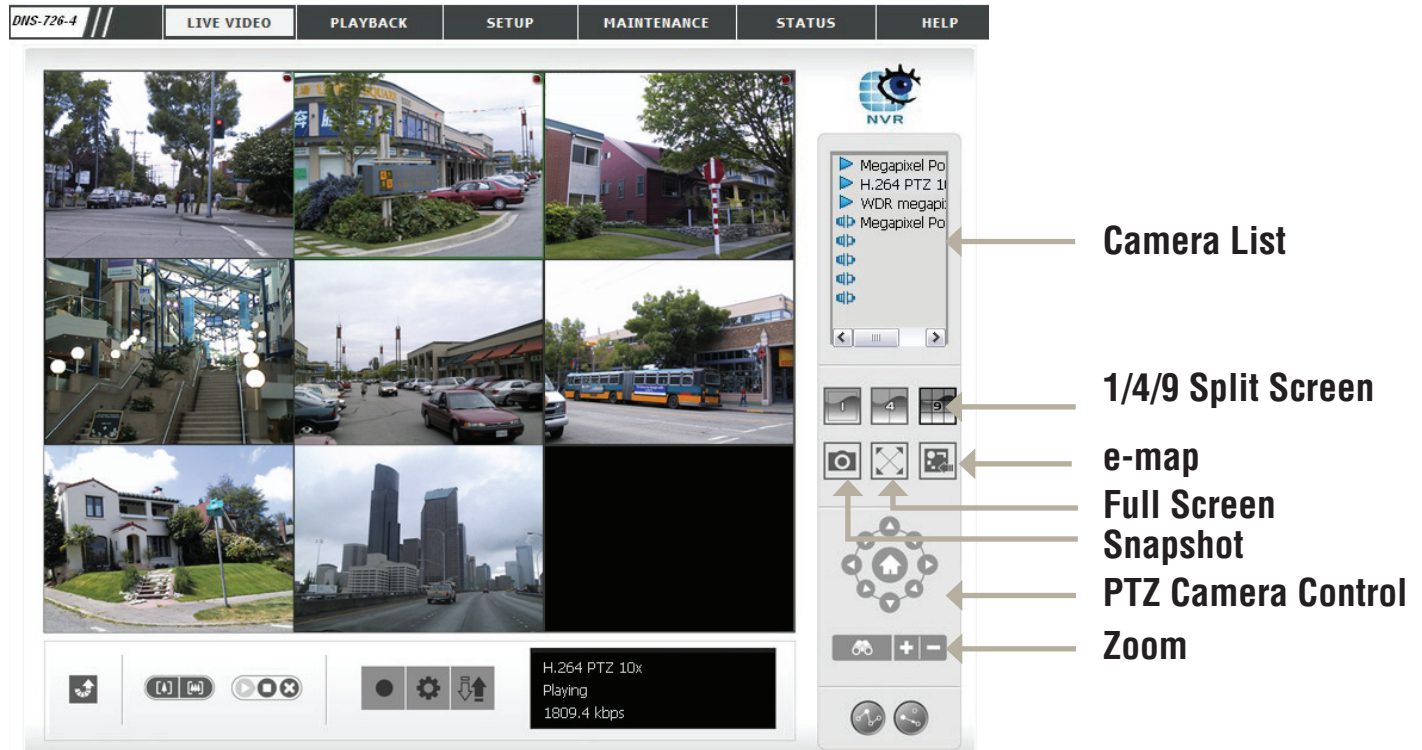 DNS-726-4
LIVE VIDEO
PLAYBACK
SETUP
MAINTENANCE
STATUS
HELP
NVR
Megapixel Po
H.264 PTZ 1
WDR megapi
Megapixel Po
Camera List
1
4
9
1/4/9 Split Screen
e-map
Full Screen
Snapshot
PTZ Camera Control
Zoom
H.264 PTZ 10x
Playing
1809.4 kbps